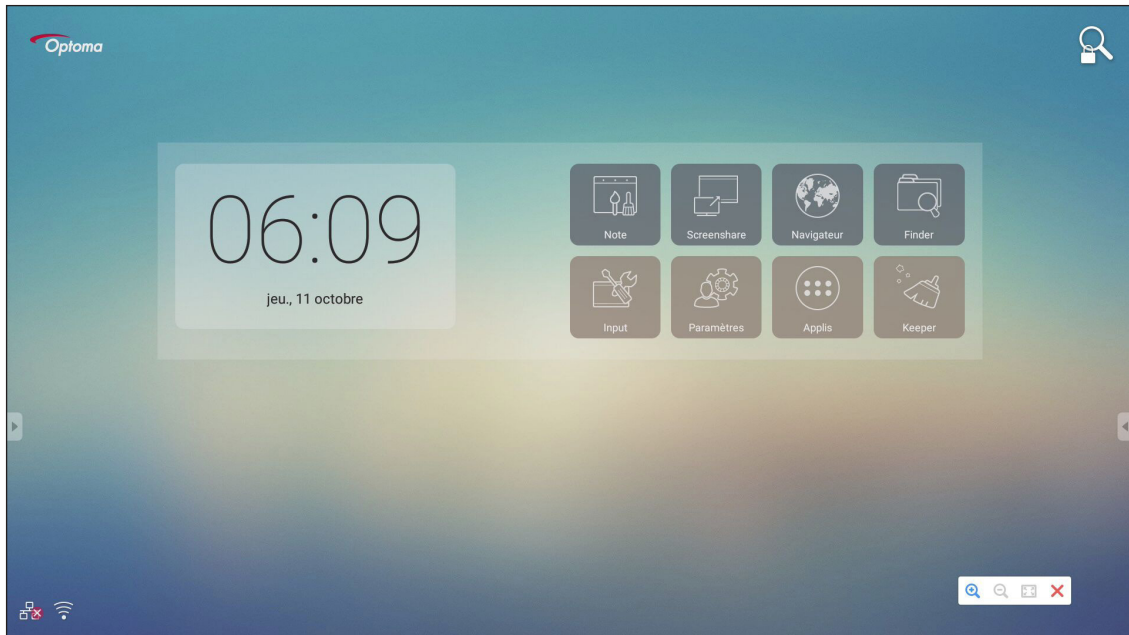 Optoma
06:09
jeu., 11 octobre
Note
Screenshare
Navigateur
Finder
Input
Paramètres
Applis
Keeper